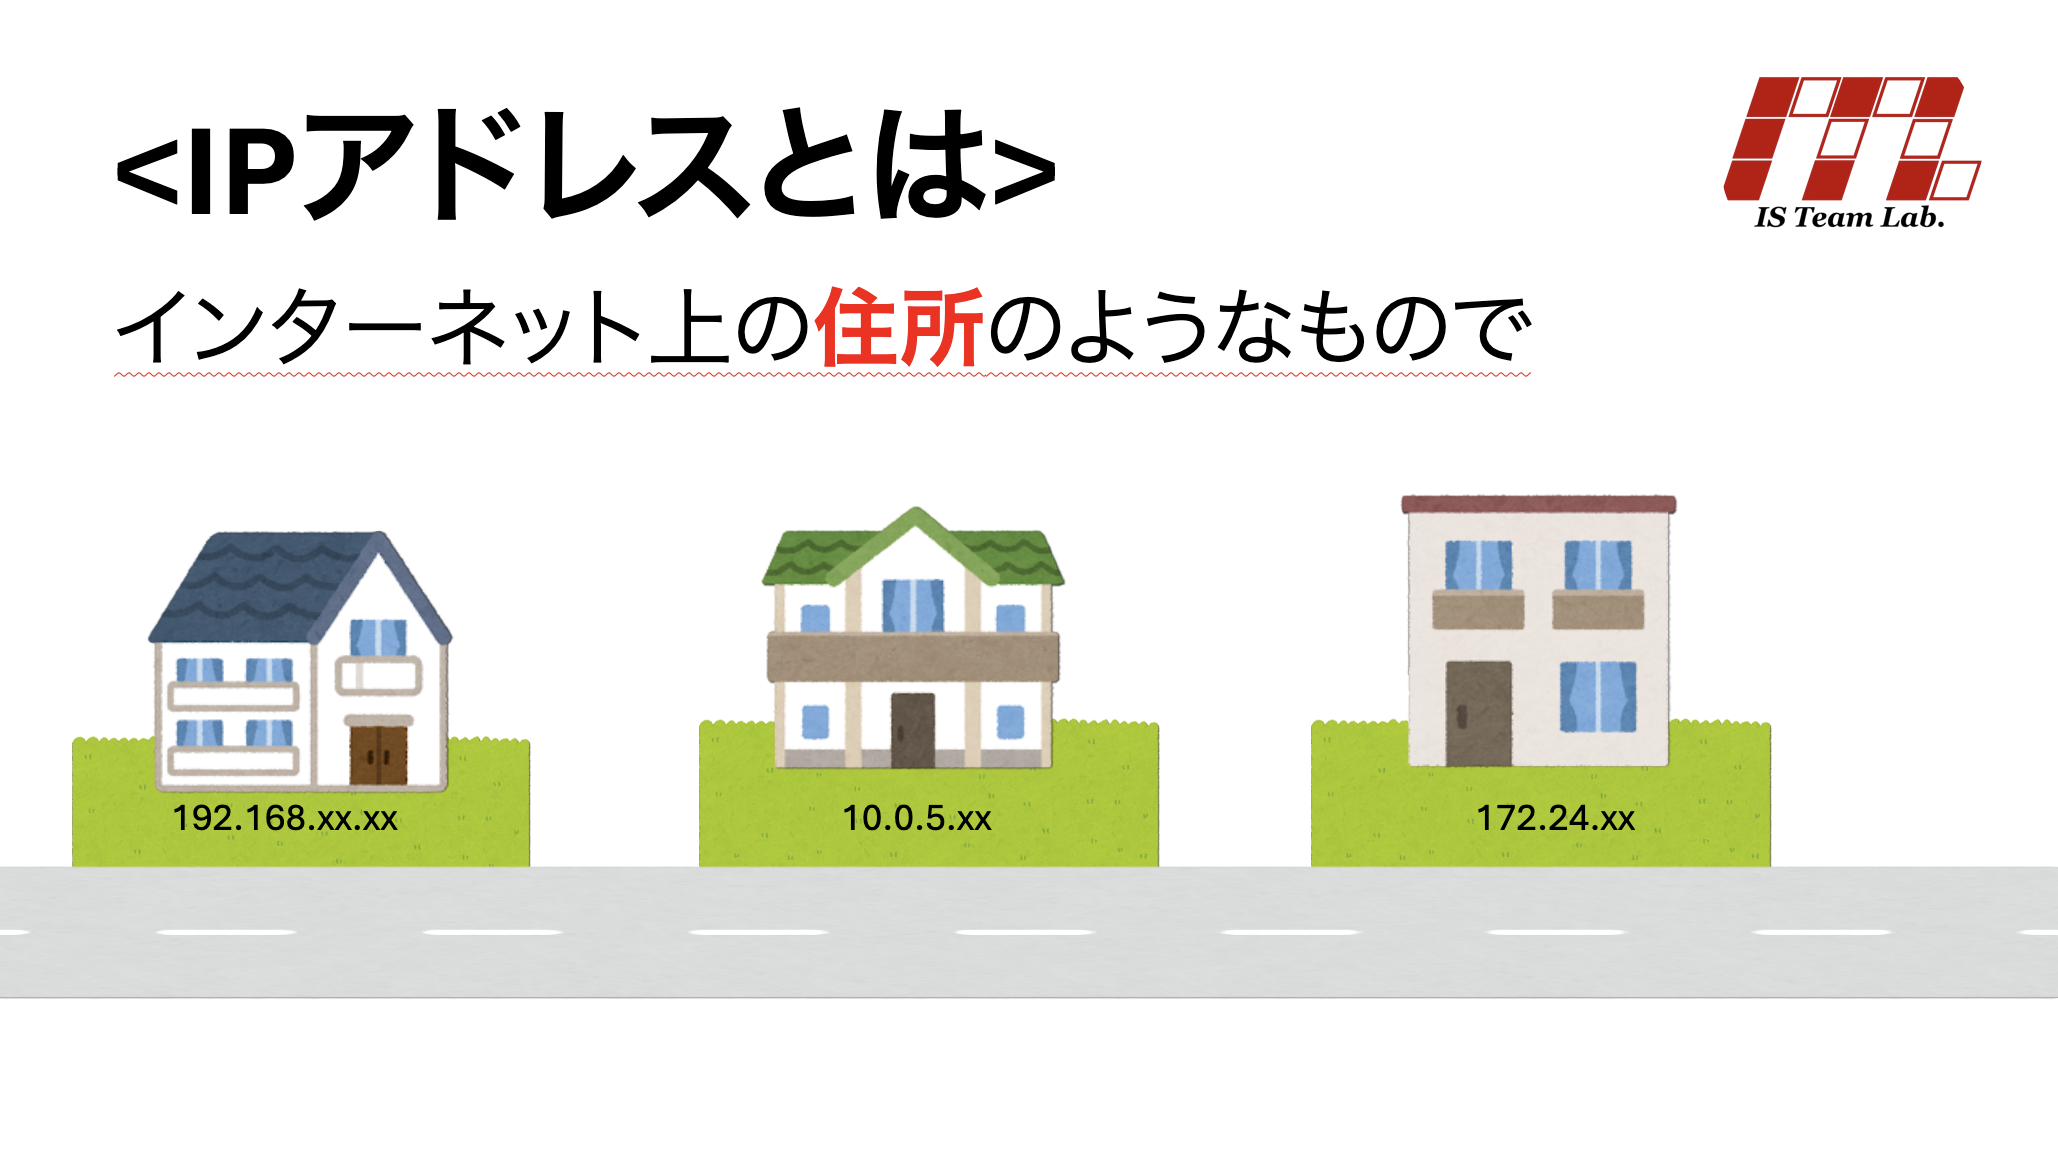 <IPアドレスとは>
IS Team Lab.
インターネット上の住所のようなもので
192.168.xx.xx
10.0.5.xx
172.24.xx